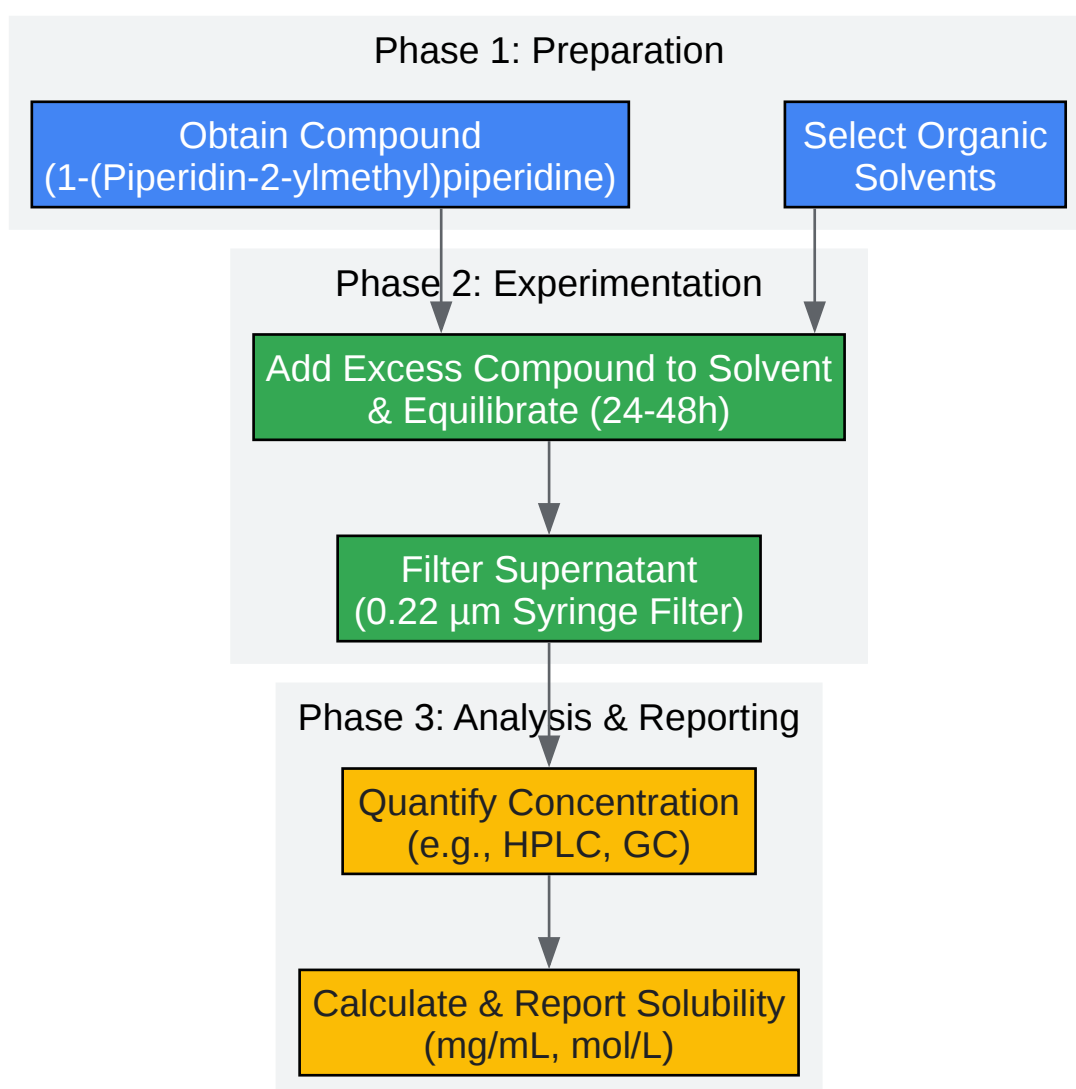 Phase 1: Preparation
Obtain Compound
(1-(Piperidin-2-ylmethyl)piperidine)
Select Organic
Solvents
Phase 2: Experimentation
Add Excess Compound to Solvent
& Equilibrate (24-48h)
Filter Supernatant
(0.22 µm Syringe Filter)
Phase 3: Analysis & Reporting
Quantify Concentration
(e.g., HPLC, GC)
Calculate & Report Solubility
(mg/mL, mol/L)